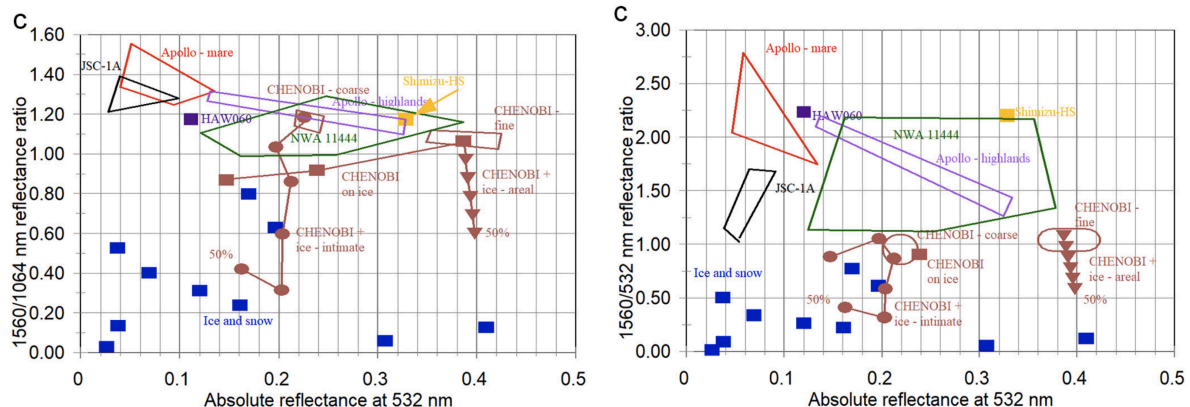 c
1560/1064 nm reflectance ratio
1.60
1.40
1.20
1.00
0.80
0.60
0.40
0.20
0.00
Apollo - mare
JSC-1A
Shimizu-HS
CHENOBI - coarse
Apollo - highlands
HAW060
CHENOBI -
fine
NWA 11444
CHENOBI
on ice
CHENOBI +
ice - areal
CHENOBI +
ice - intimate
50%
50%
Ice and snow
0
0.1
0.2
0.3
0.4
0.5
Absolute reflectance at 532 nm
c
1560/532 nm reflectance ratio
3.00
2.50
2.00
1.50
1.00
0.50
0.00
Apollo - mare
HAW060
Shimizu-HS
NWA 11444
Apollo - highlands
JSC-1A
CHENOBI -
fine
CHENOBI - coarse
CHENOBI
on ice
CHENOBI +
ice - areal
Ice and snow
50%
50%
CHENOBI +
ice - intimate
0
0.1
0.2
0.3
0.4
0.5
Absolute reflectance at 532 nm